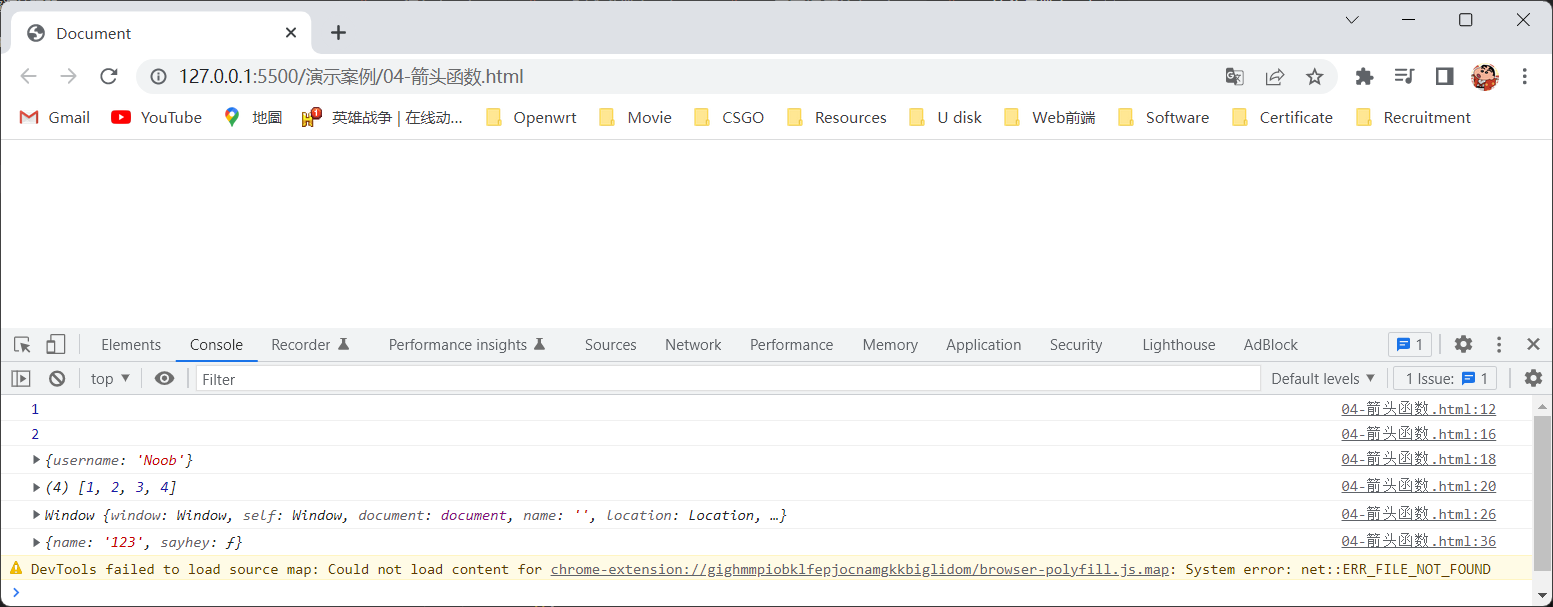 Document
127.0.0.1:5500/演示案例/04-箭头函数.html
Gmail YouTube 地圖 英雄战争 | 在线动... Openwrt Movie CSGO Resources U disk Web前端 Software Certificate Recruitment
Elements Console Recorder Performance insights Sources Network Performance Memory Application Security Lighthouse AdBlock 1
top Filter Default levels 1 Issue: 1
1 04-箭头函数.html:12
2 04-箭头函数.html:16
{username: 'Noob'} 04-箭头函数.html:18
(4) [1, 2, 3, 4] 04-箭头函数.html:20
Window {window: Window, self: Window, document: document, name: '', location: Location, …} 04-箭头函数.html:26
{name: '123', sayhey: ƒ} 04-箭头函数.html:36
DevTools failed to load source map: Could not load content for chrome-extension://gighmmpiobklfepjocnamgkkbiglidom/browser-polyfill.js.map: System error: net::ERR_FILE_NOT_FOUND